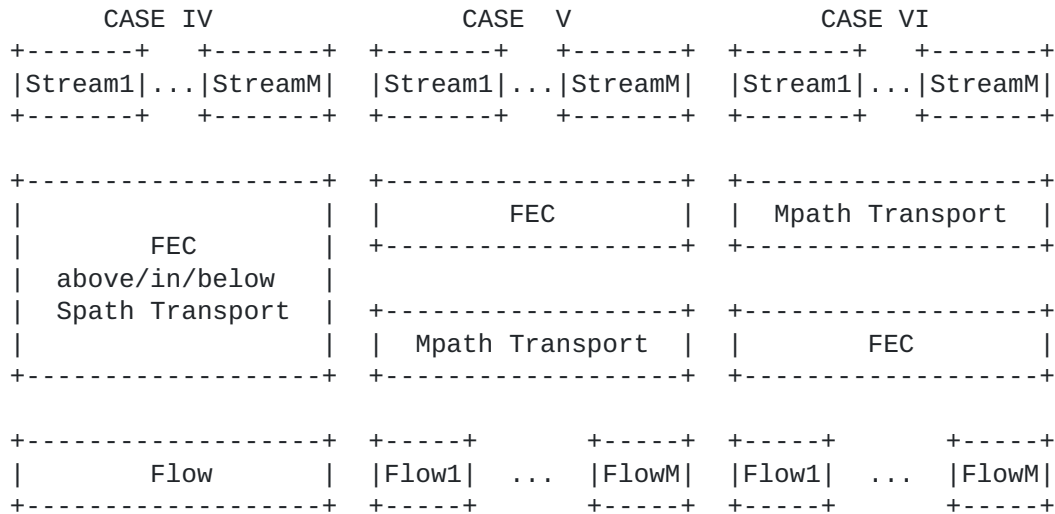 CASE IV                  CASE  V                  CASE VI
+-------+   +-------+  +-------+   +-------+  +-------+   +-------+
|Stream1|...|StreamM|  |Stream1|...|StreamM|  |Stream1|...|StreamM|
+-------+   +-------+  +-------+   +-------+  +-------+   +-------+

+-------------------+  +-------------------+  +-------------------+
|                   |  |        FEC        |  |  Mpath Transport  |
|        FEC        |  +-------------------+  +-------------------+
|  above/in/below   |
|  Spath Transport  |  +-------------------+  +-------------------+
|                   |  |  Mpath Transport  |  |        FEC        |
+-------------------+  +-------------------+  +-------------------+

+-------------------+  +-----+       +-----+  +-----+       +-----+
|        Flow       |  |Flow1|  ...  |FlowM|  |Flow1|  ...  |FlowM|
+-------------------+  +-----+       +-----+  +-----+       +-----+